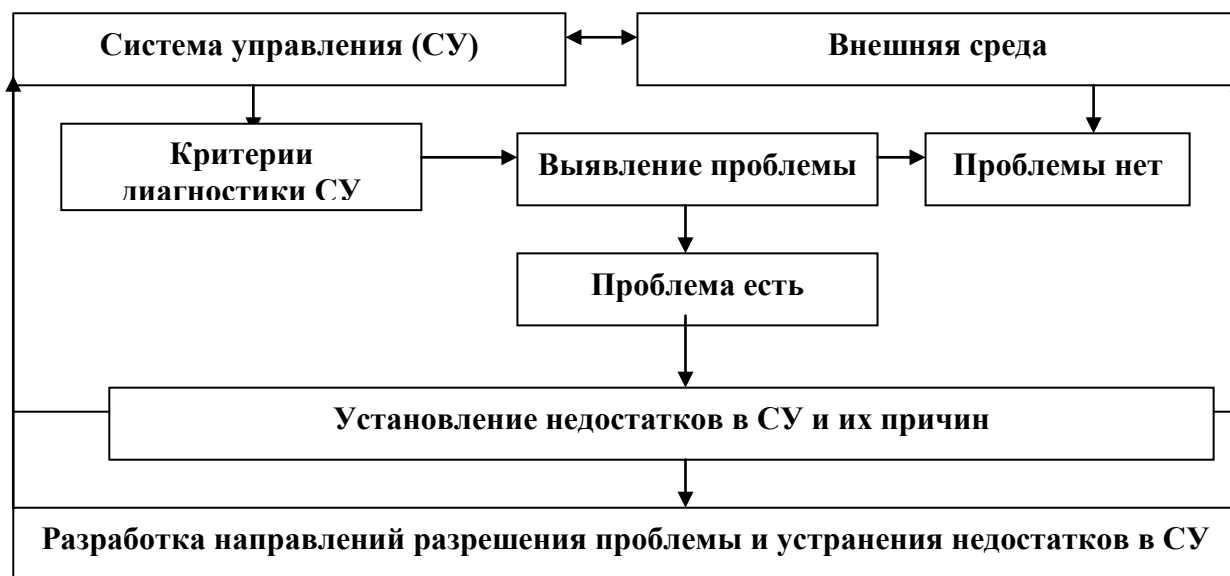 Система управления (СУ)
Внешняя среда
Критерии
диагностики СУ
Выявление проблемы
Проблемы нет
Проблема есть
Установление недостатков в СУ и их причин
Разработка направлений разрешения проблемы и устранения недостатков в СУ